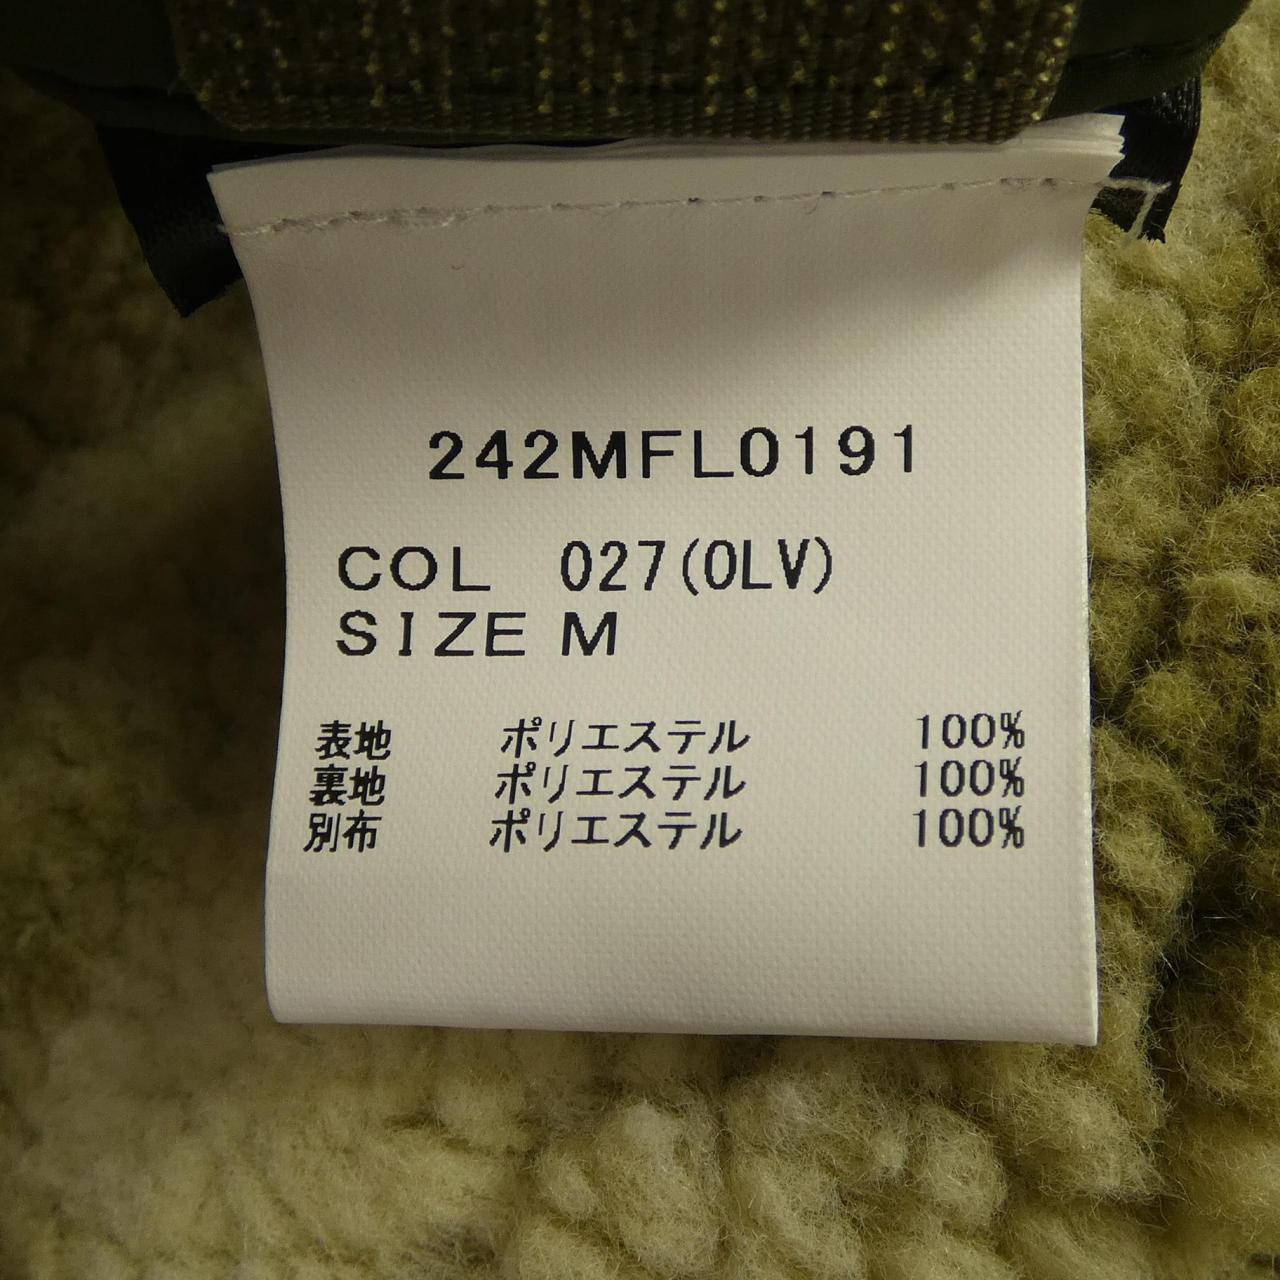 242MFL0191
COL 027(OLV)
SIZE M
表地 ポリエステル 100%
裏地 ポリエステル 100%
別布 ポリエステル 100%